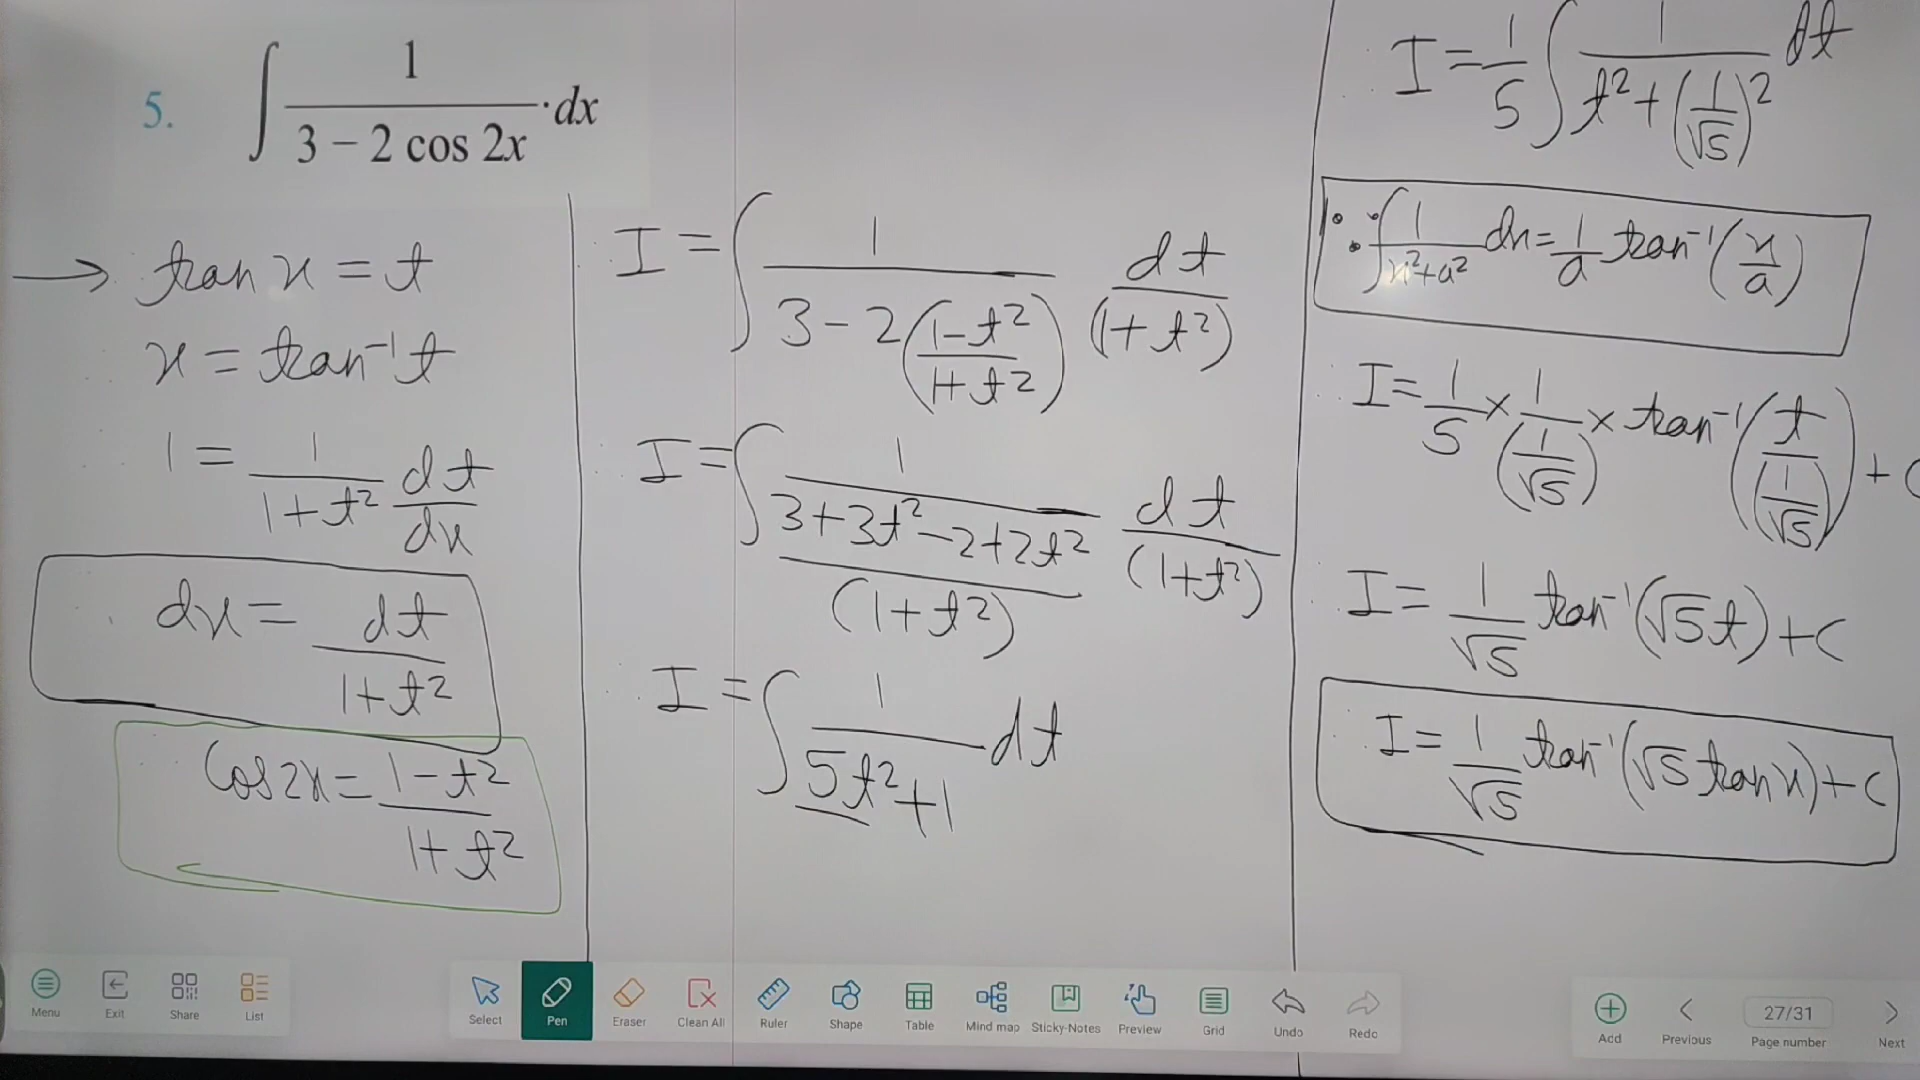 5. ∫ 1/(3 – 2 cos 2x) · dx
→ tan x = t
x = tan⁻¹ t
1 = 1/(1+t²) dt/dx
dx = dt/(1+t²)
Cos2x = (1-t²)/(1+t²)
I = ∫ 1/(3-2((1-t²)/(1+t²))) dt/(1+t²)
I = ∫ 1/((3+3t²-2+2t²)/(1+t²)) dt/(1+t²)
I = ∫ 1/(5t²+1) dt
I = 1/5 ∫ 1/(t²+(1/√5)²) dt
∵ ∫ 1/(x²+a²) dx = 1/a tan⁻¹(x/a)
I = 1/5 × 1/(1/√5) × tan⁻¹(t/(1/√5)) + C
I = 1/√5 tan⁻¹(√5t)+C
I = 1/√5 tan⁻¹(√5 tan x)+C
Menu Exit Share List Select Pen Eraser Clean All Ruler Shape Table Mind map Sticky-Notes Preview Grid Undo Redo Add Previous 27/31 Page number Next